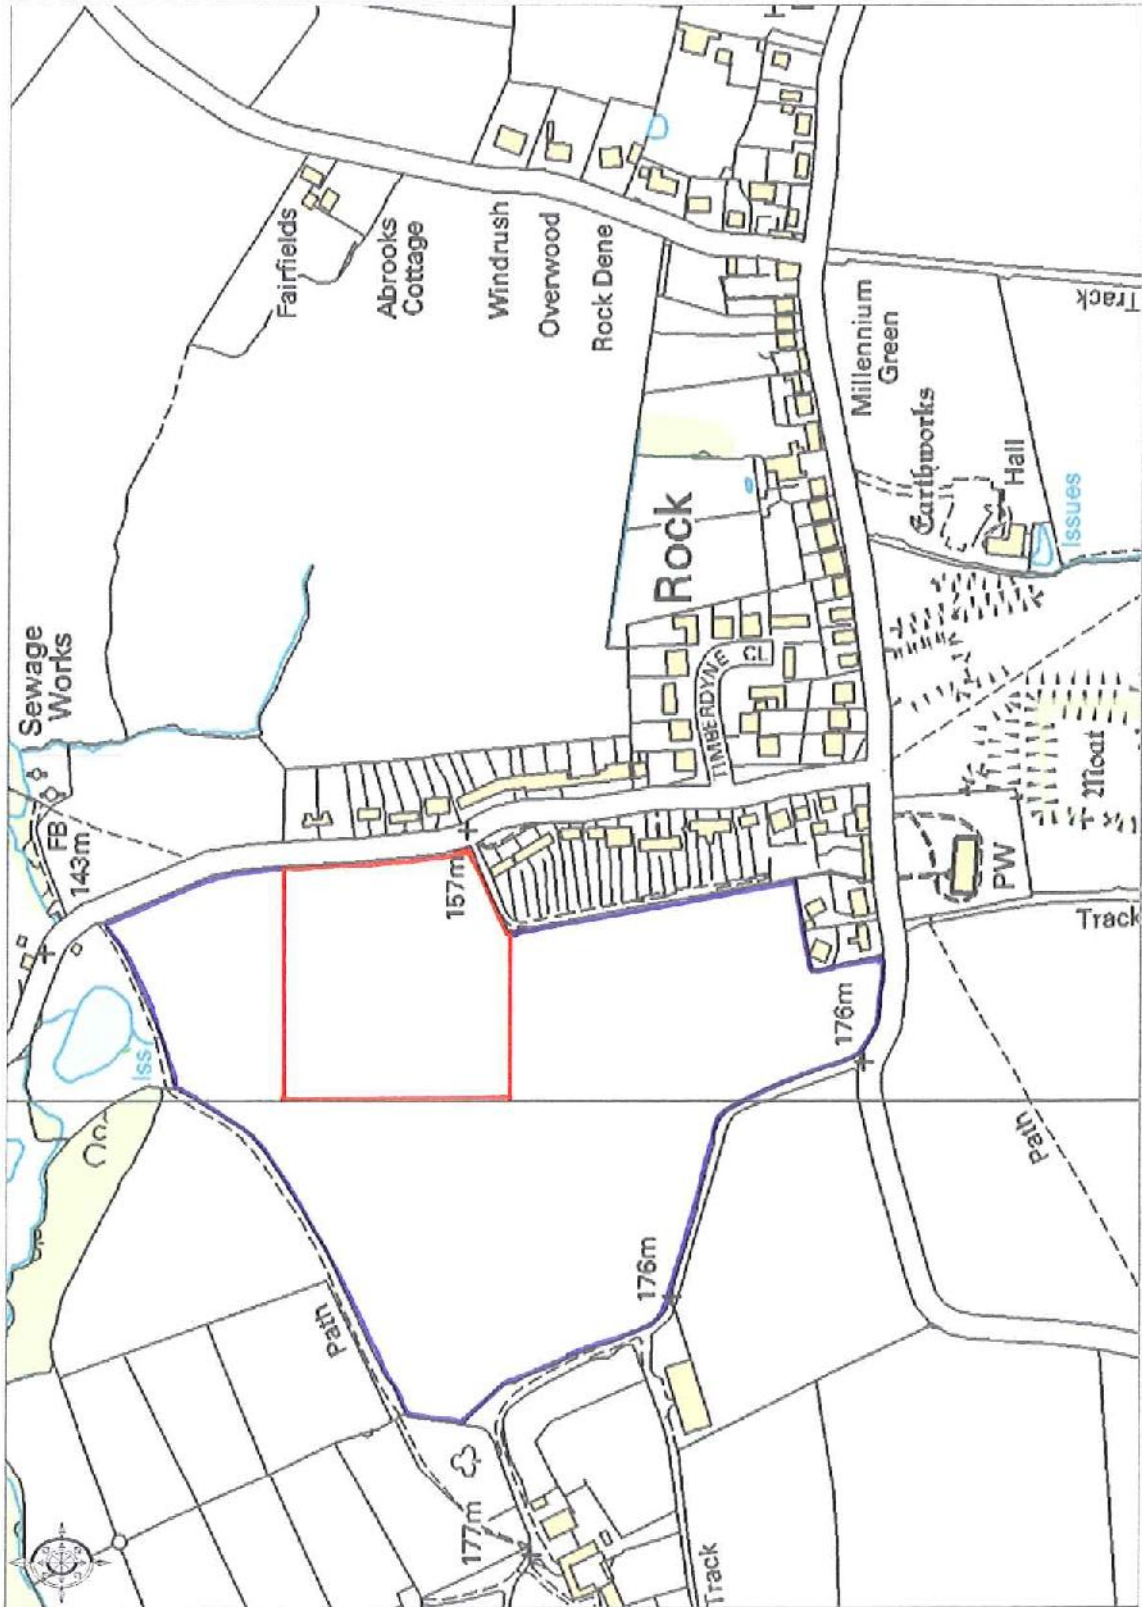 Sewage
Works
FB
143m
Fairfields
Abrooks
Cottage
Windrush
Overwood
Rock Dene
Iss
157m
Rock
TIMBERDYNE
CL
Millennium
Green
Earthworks
Hall
Issues
Track
Moat
PW
Track
176m
Path
176m
Path
177m
Track